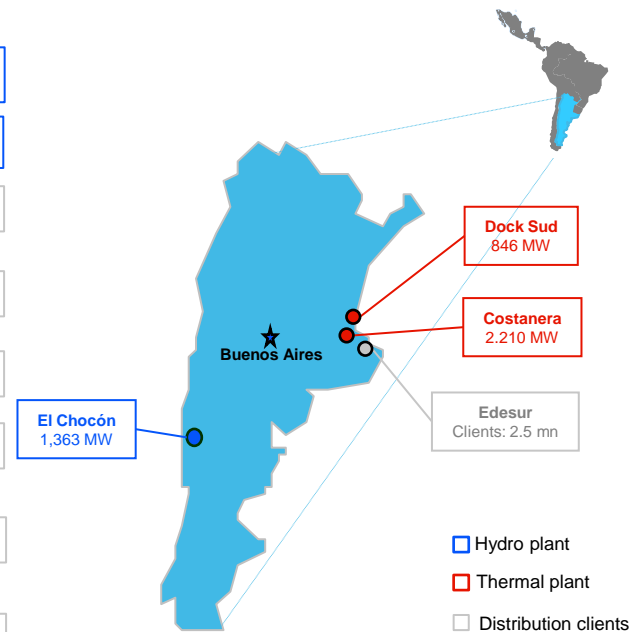 Dock Sud
846 MW
Costanera
2.210 MW
Buenos Aires
Edesur
Clients: 2.5 mn
El Chocón
1,363 MW
Hydro plant
Thermal plant
Distribution clients